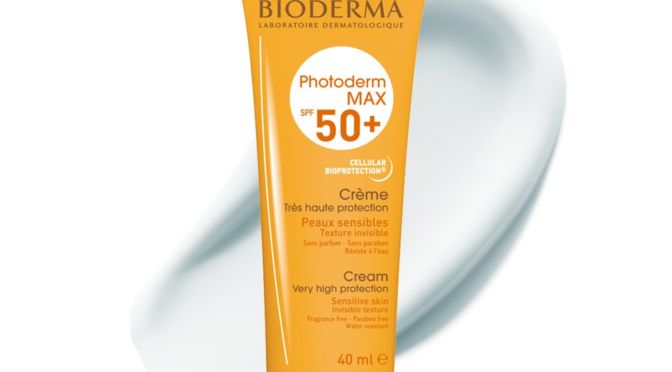 BIODERMA
LABORATOIRE DERMATOLOGIQUE
Photoderm
MAX
SPF 50+
CELLULAR
BIOPROTECTION®
Crème
Très haute protection
Peaux sensibles
Texture invisible
Sans parfum - Sans paraben
Résiste à l'eau
Cream
Very high protection
Sensitive skin
Invisible texture
Fragrance free - Paraben free
Water resistant
40 ml e